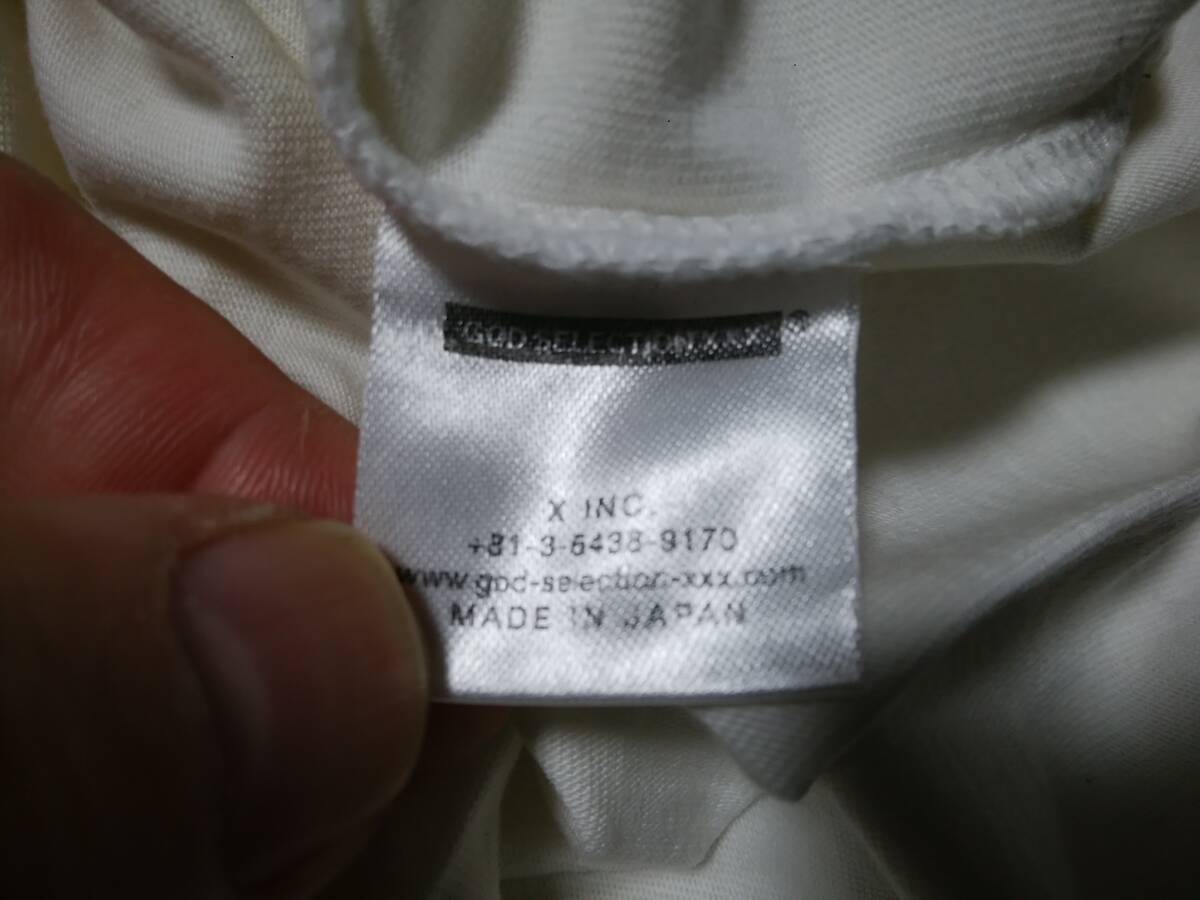 GOD SELECTION XXX®
X INC.
+81-3-6438-9170
www.god-selection-xxx.com
MADE IN JAPAN